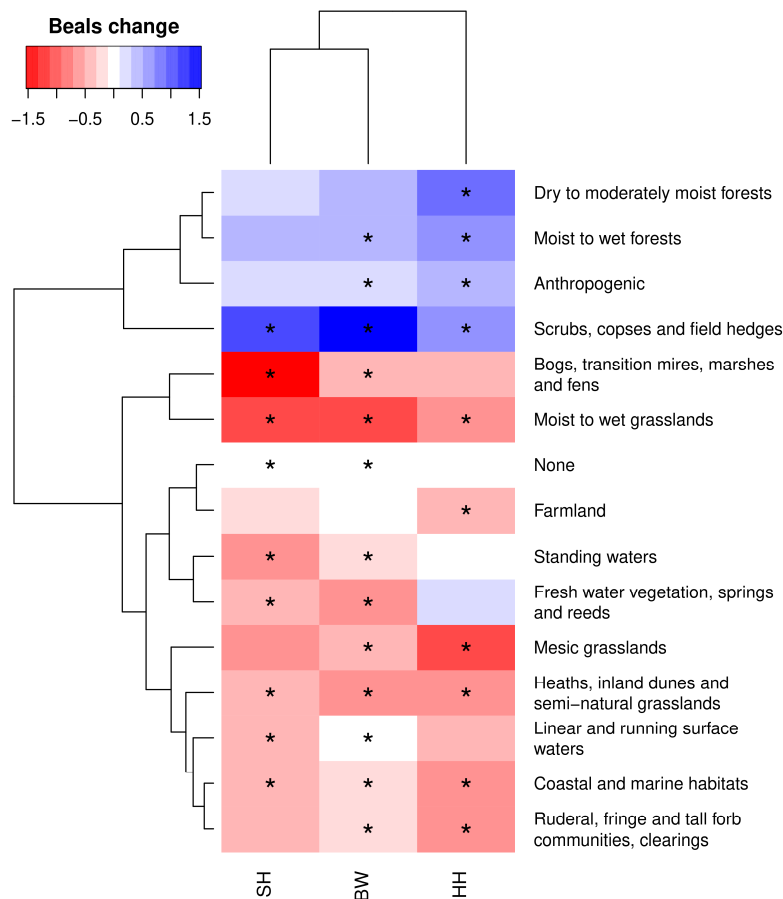 Beals change
−1.5 −0.5 0.5 1.5
* Dry to moderately moist forests
* * Moist to wet forests
* * Anthropogenic
* * * Scrubs, copses and field hedges
* * Bogs, transition mires, marshes
and fens
* * * Moist to wet grasslands
* * None
* Farmland
* * Standing waters
* * Fresh water vegetation, springs
and reeds
* * Mesic grasslands
* * * Heaths, inland dunes and
semi−natural grasslands
* * Linear and running surface
waters
* * * Coastal and marine habitats
* * Ruderal, fringe and tall forb
communities, clearings
SH BW HH